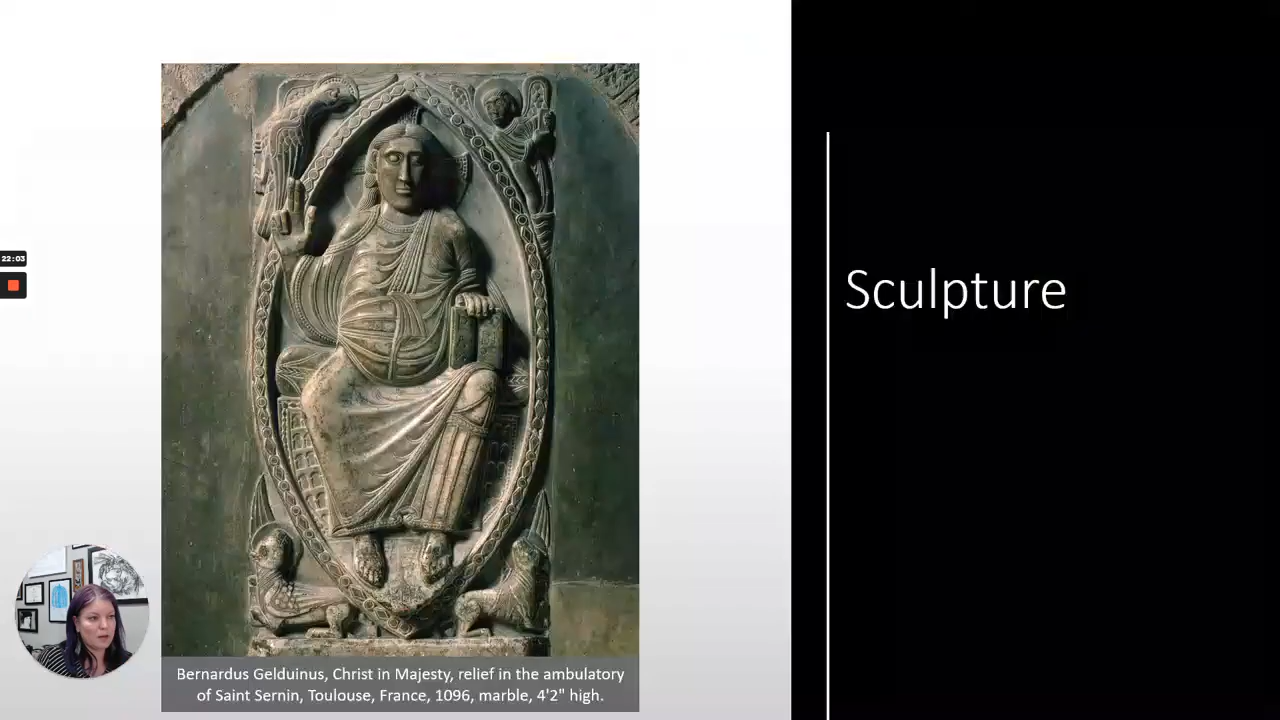 22:03
Sculpture
Bernardus Gelduinus, Christ in Majesty, relief in the ambulatory
of Saint Sernin, Toulouse, France, 1096, marble, 4'2" high.